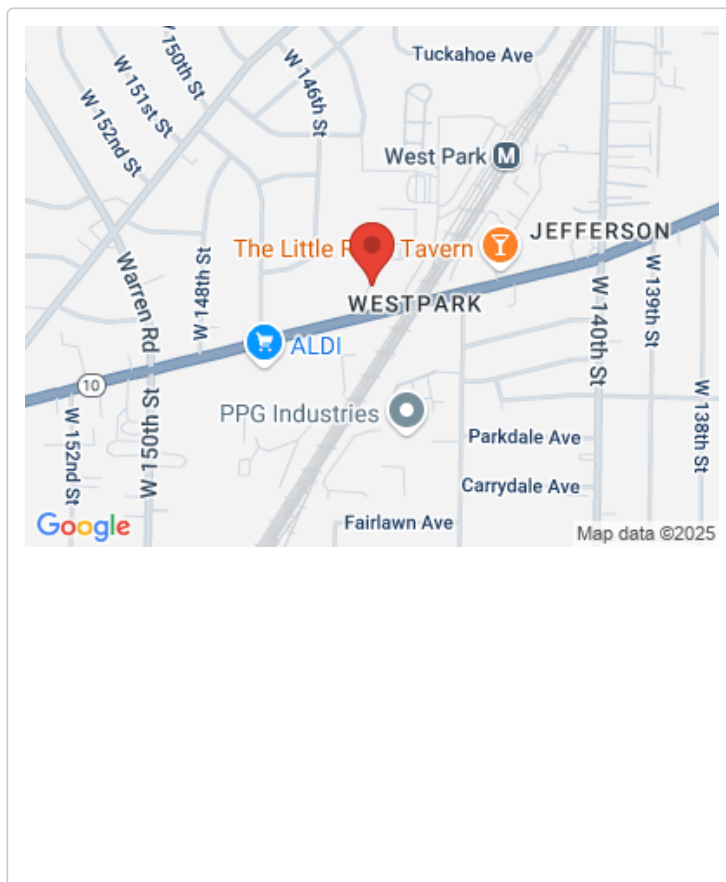 Tuckahoe Ave
W 150th St
W 146th St
W 151st St
W 152nd St
West Park
M
JEFFERSON
The Little Tavern
WESTPARK
Warren Rd
W 148th St
W 139th St
W 140th St
ALDI
10
W 138th St
PPG Industries
W 152nd St
W 150th St
Parkdale Ave
Carrydale Ave
Fairlawn Ave
Google
Map data ©2025